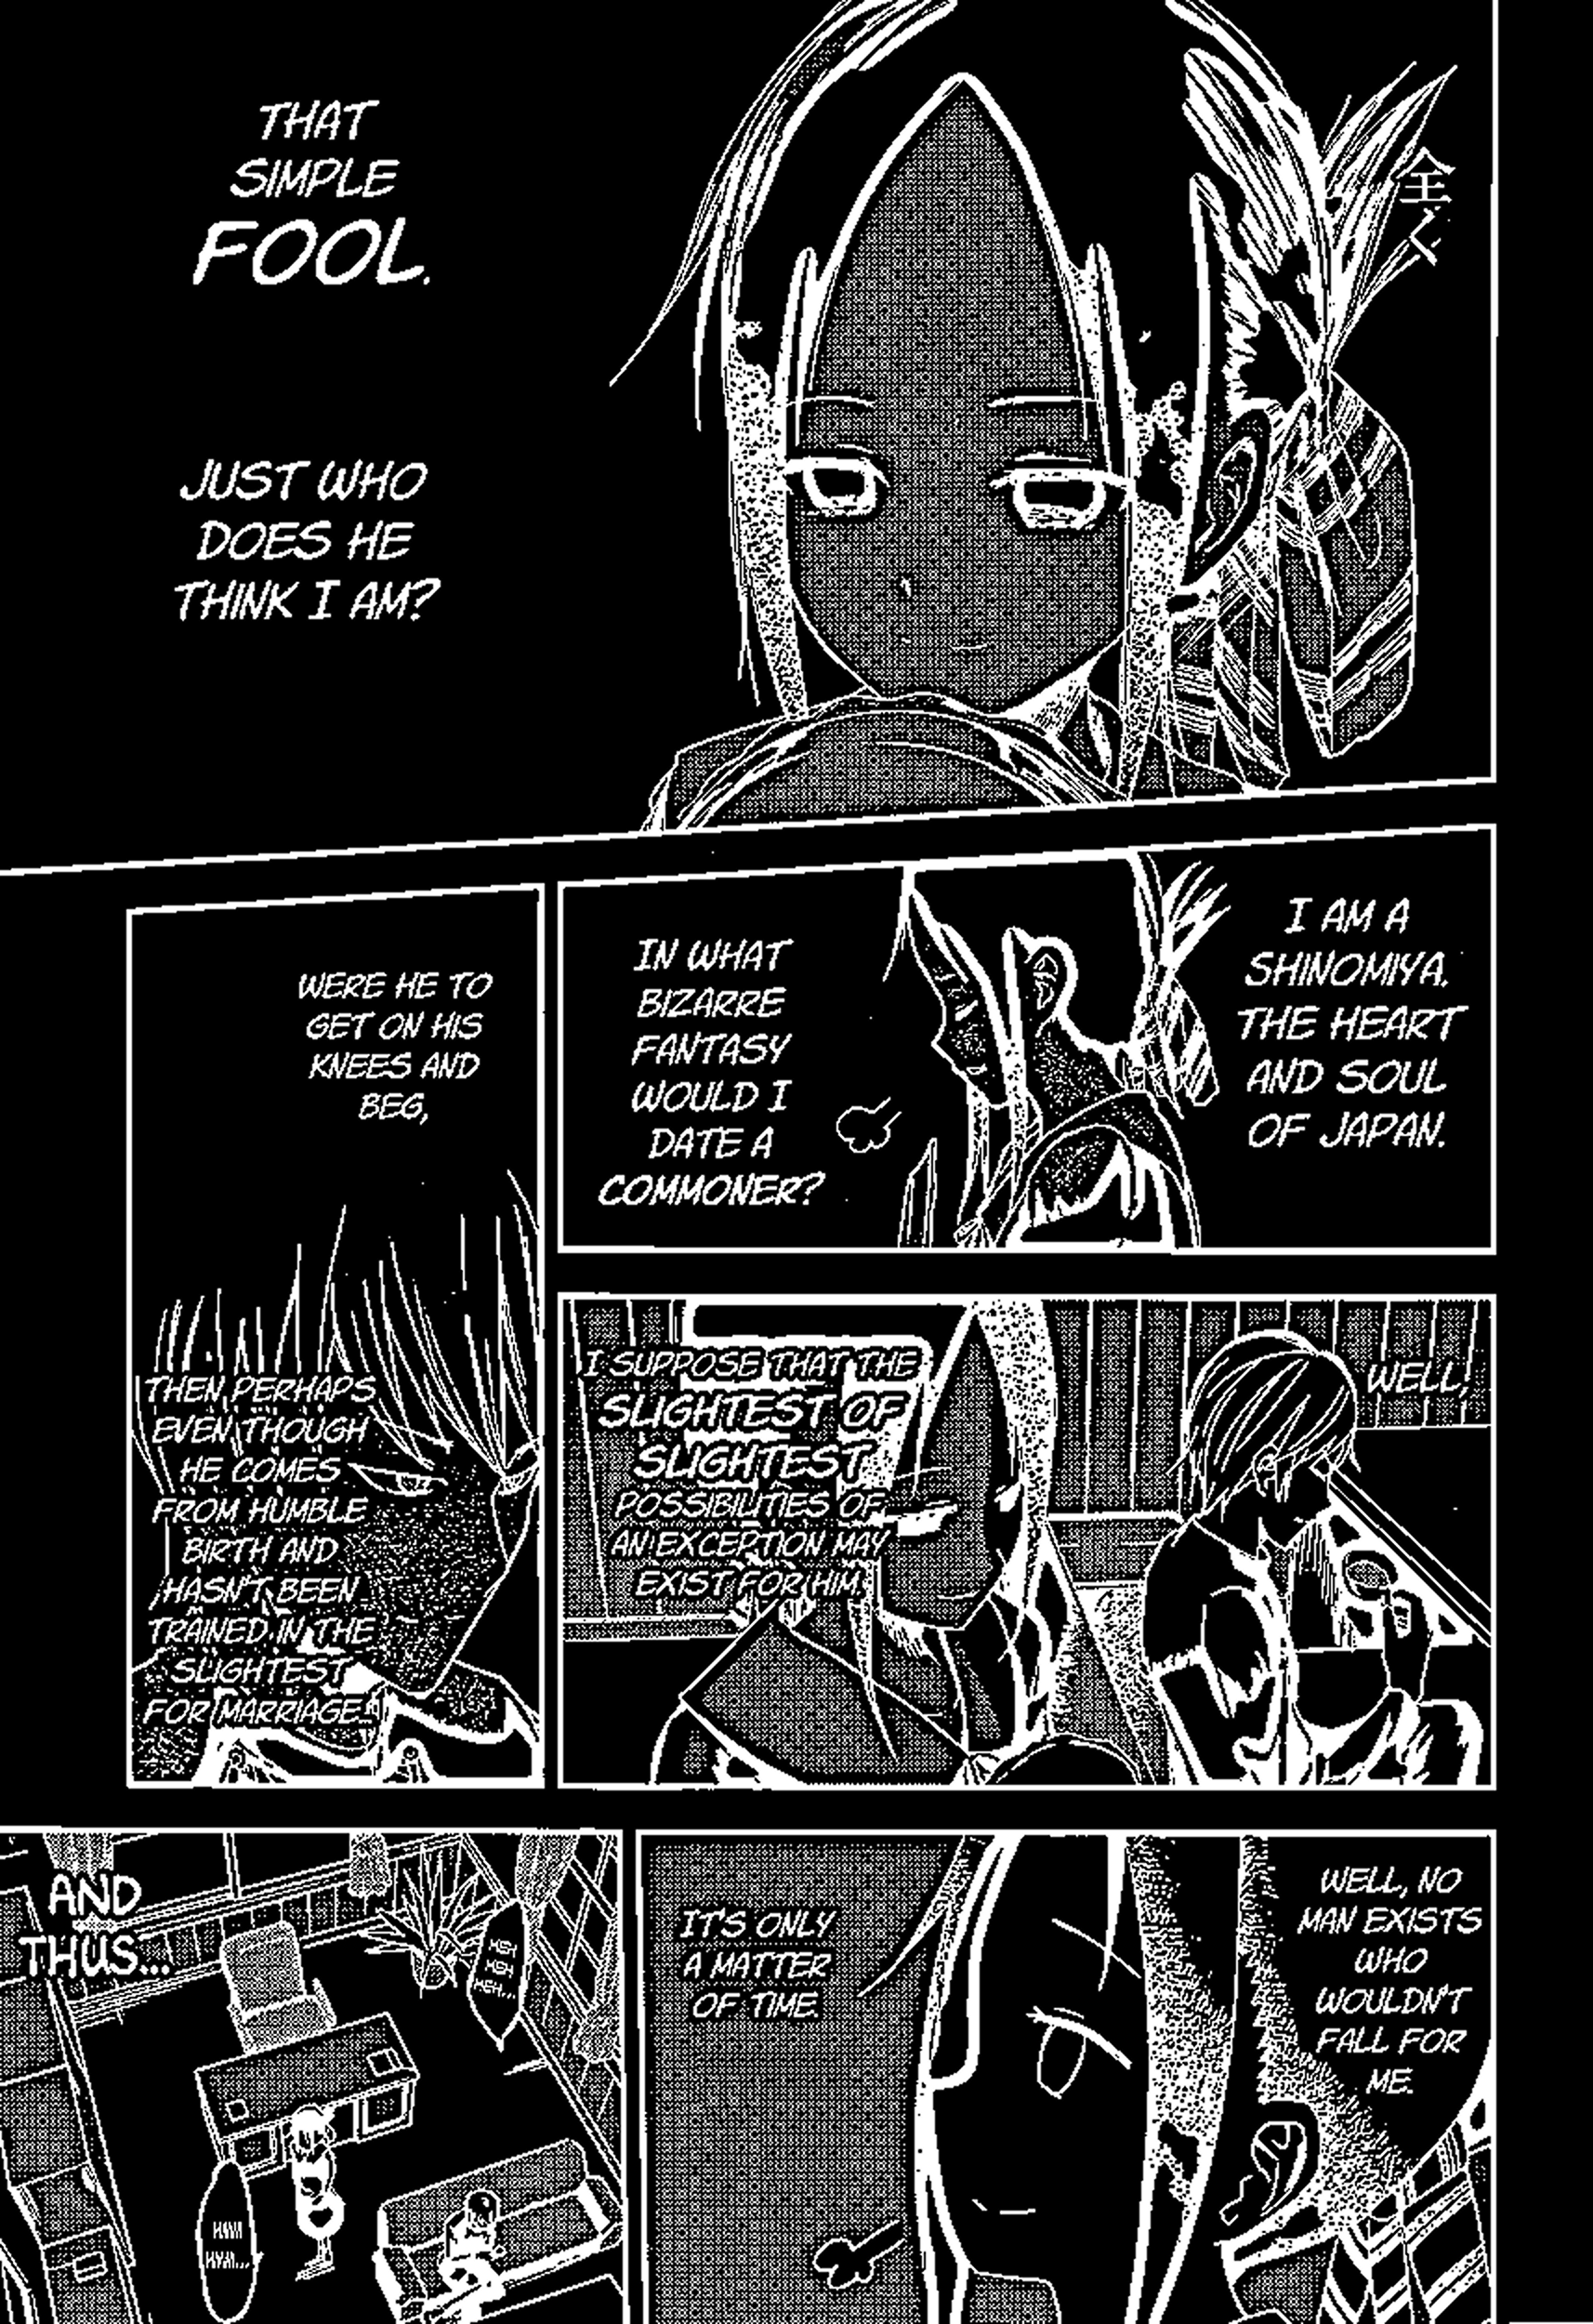 全く
THAT
SIMPLE
FOOL.
JUST WHO
DOES HE
THINK I AM?
I AM A
SHINOMIYA.
THE HEART
AND SOUL
OF JAPAN.
IN WHAT
BIZARRE
FANTASY
WOULD I
DATE A
COMMONER?
WELL,
I SUPPOSE THAT THE
SLIGHTEST OF
SLIGHTEST
POSSIBILITIES OF
AN EXCEPTION MAY
EXIST FOR HIM.
WERE HE TO
GET ON HIS
KNEES AND
BEG,
THEN PERHAPS
EVEN THOUGH
HE COMES
FROM HUMBLE
BIRTH AND
HASN'T BEEN
TRAINED IN THE
SLIGHTEST
FOR MARRIAGE..
WELL, NO
MAN EXISTS
WHO
WOULDN'T
FALL FOR
ME.
IT'S ONLY
A MATTER
OF TIME.
AND
THUS...